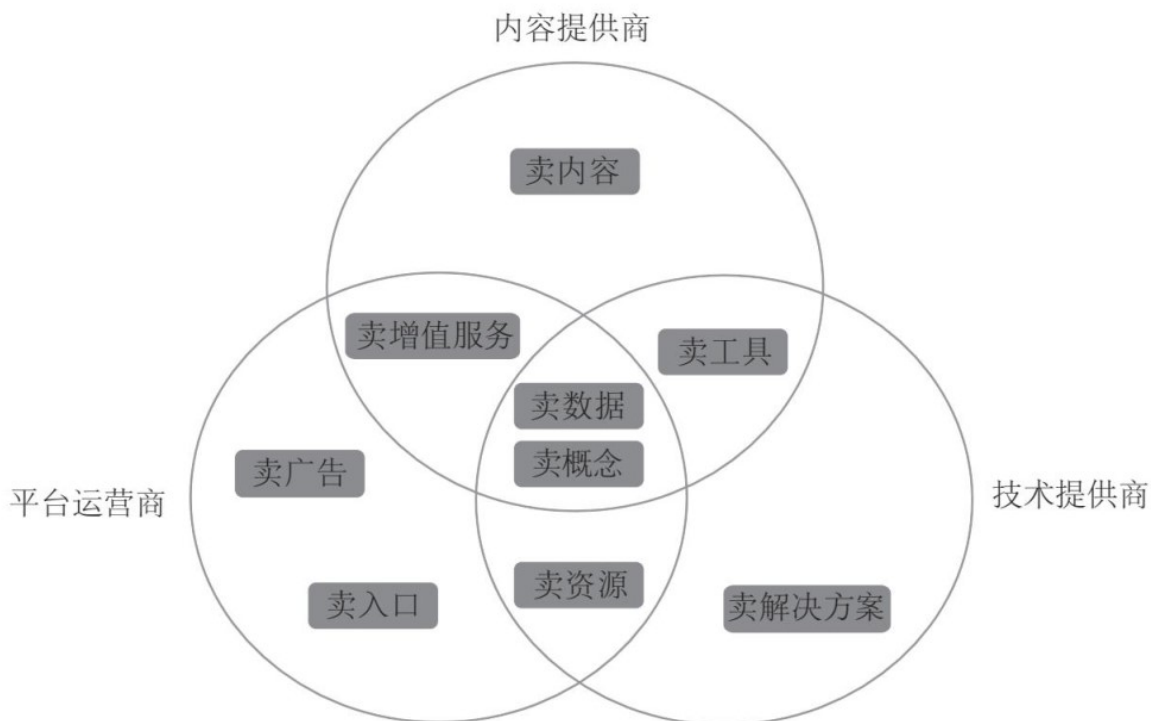 内容提供商
卖内容
卖增值服务
卖工具
卖数据
卖概念
卖广告
平台运营商
技术提供商
卖资源
卖入口
卖解决方案